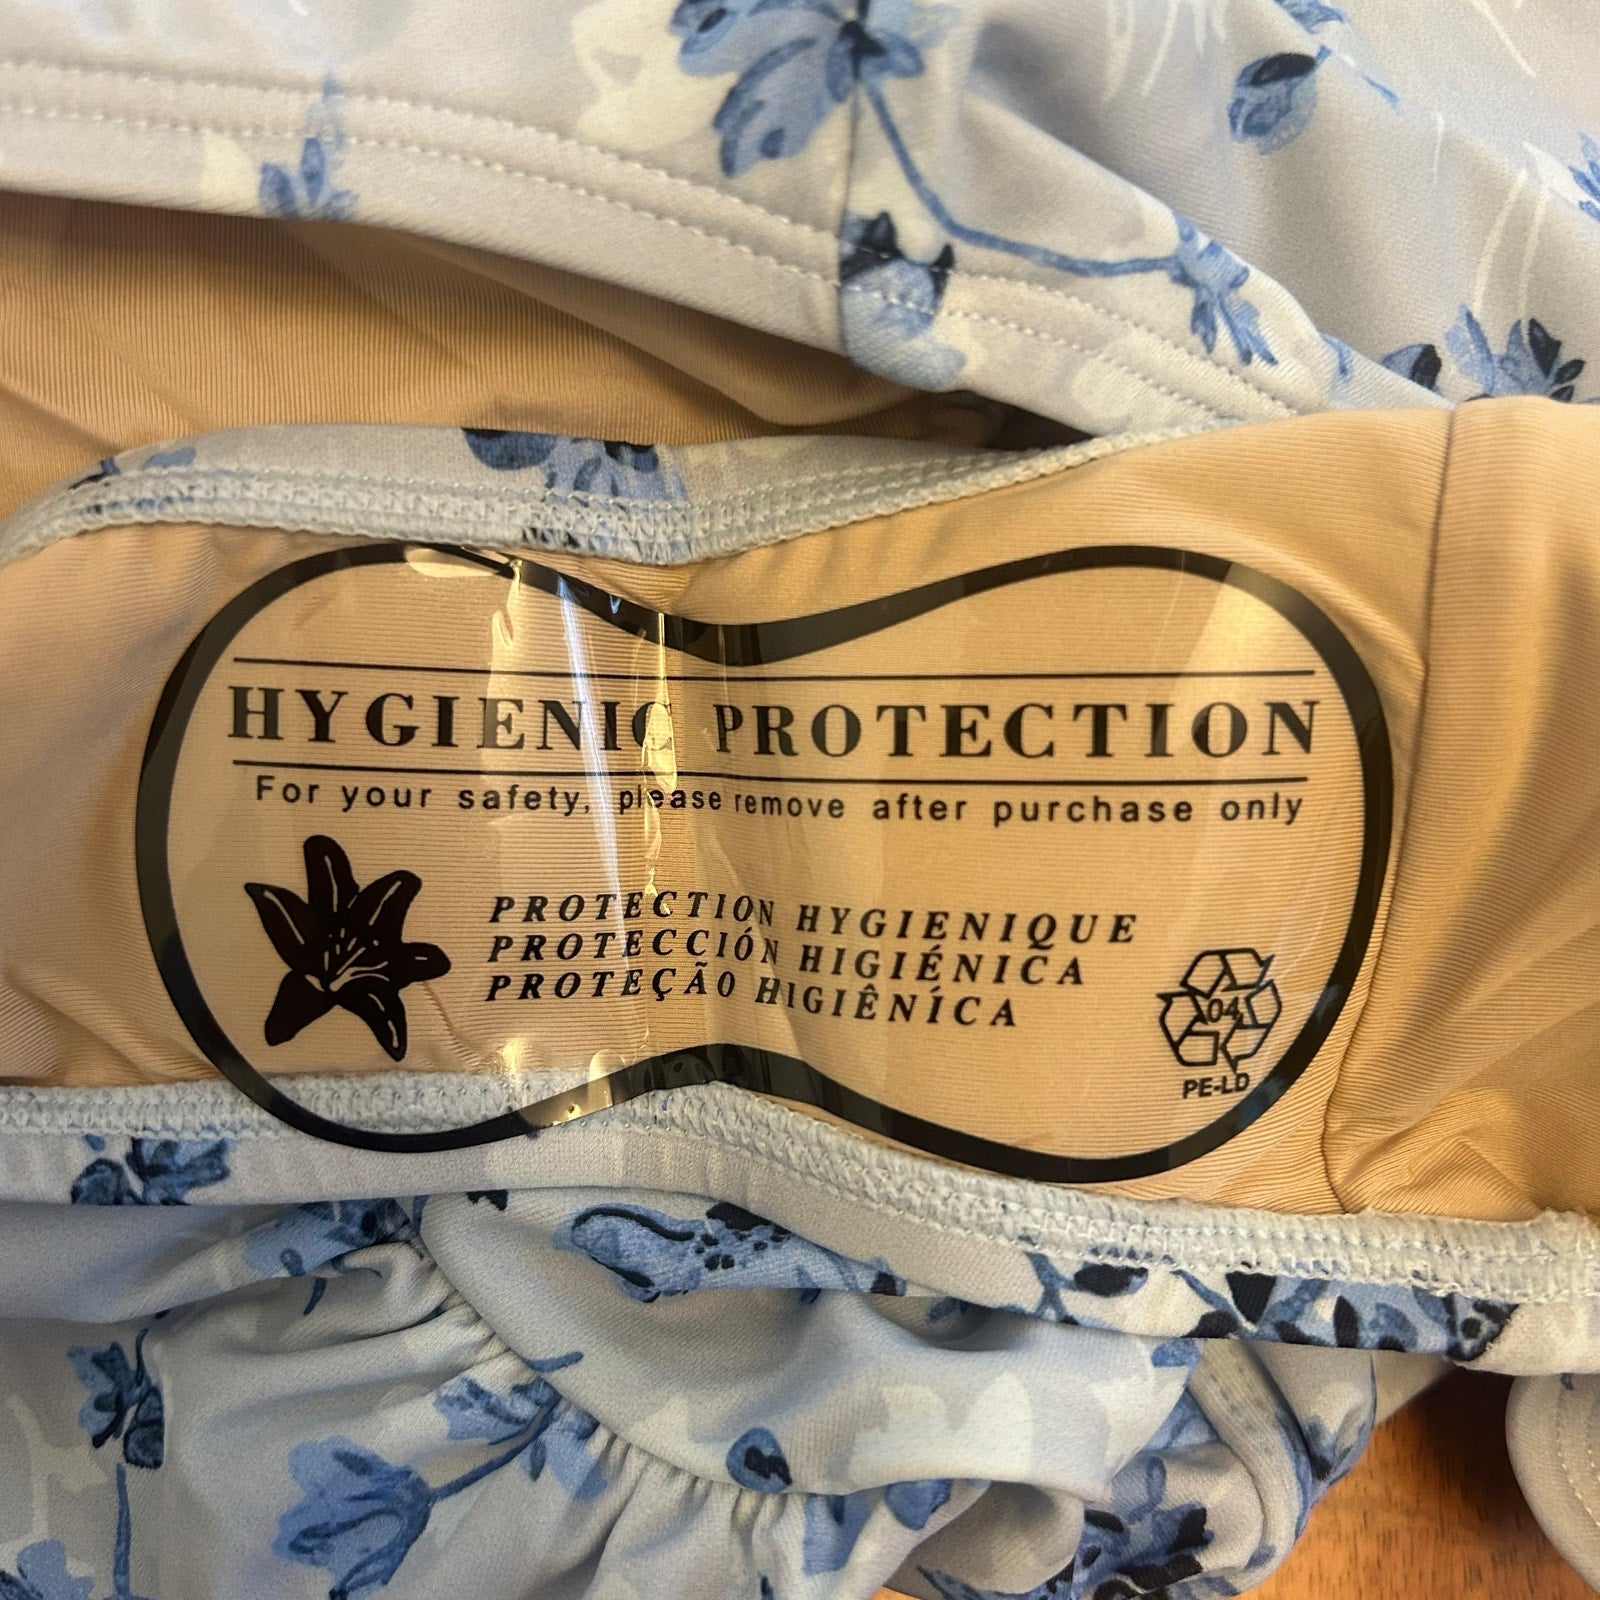 HYGIENIC PROTECTION
For your safety, please remove after purchase only
PROTECTION HYGIENIQUE
PROTECCIÓN HIGIÉNICA
PROTEÇÃO HIGIÊNÍCA
04
PE-LD